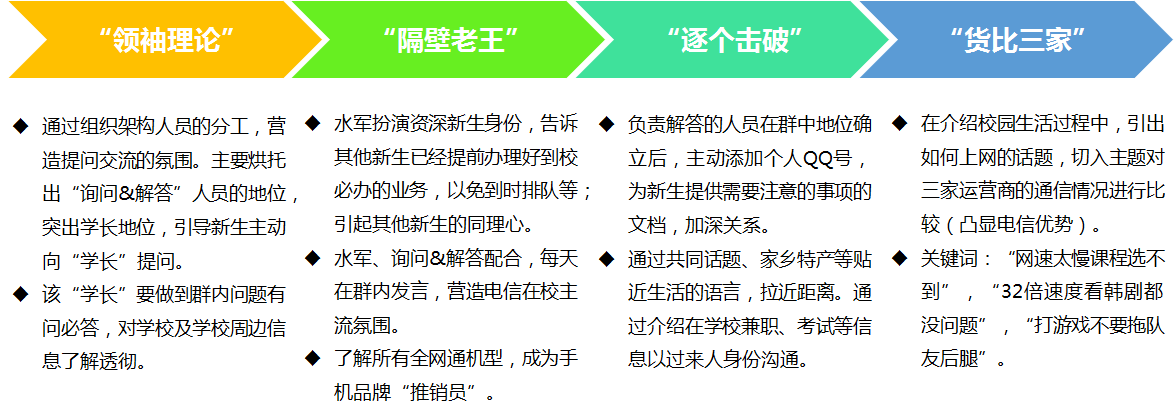 “领袖理论”
“隔壁老王”
“逐个击破”
“货比三家”
◆ 通过组织架构人员的分工，营
造提问交流的氛围。主要烘托
出“询问&解答”人员的地位，
突出学长地位，引导新生主动
向“学长”提问。
◆ 该“学长”要做到群内问题有
问必答，对学校及学校周边信
息了解透彻。
◆ 水军扮演资深新生身份，告诉
其他新生已经提前办理好到校
必办的业务，以免到时排队等；
引起其他新生的同理心。
◆ 水军、询问&解答配合，每天
在群内发言，营造电信在校主
流氛围。
◆ 了解所有全网通机型，成为手
机品牌“推销员”。
◆ 负责解答的人员在群中地位确
立后，主动添加个人QQ号，
为新生提供需要注意的事项的
文档，加深关系。
◆ 通过共同话题、家乡特产等贴
近生活的语言，拉近距离。通
过介绍在学校兼职、考试等信
息以过来人身份沟通。
◆ 在介绍校园生活过程中，引出
如何上网的话题，切入主题对
三家运营商的通信情况进行比
较（凸显电信优势）。
◆ 关键词：“网速太慢课程选不
到”，“32倍速度看韩剧都
没问题”，“打游戏不要拖队
友后腿”。